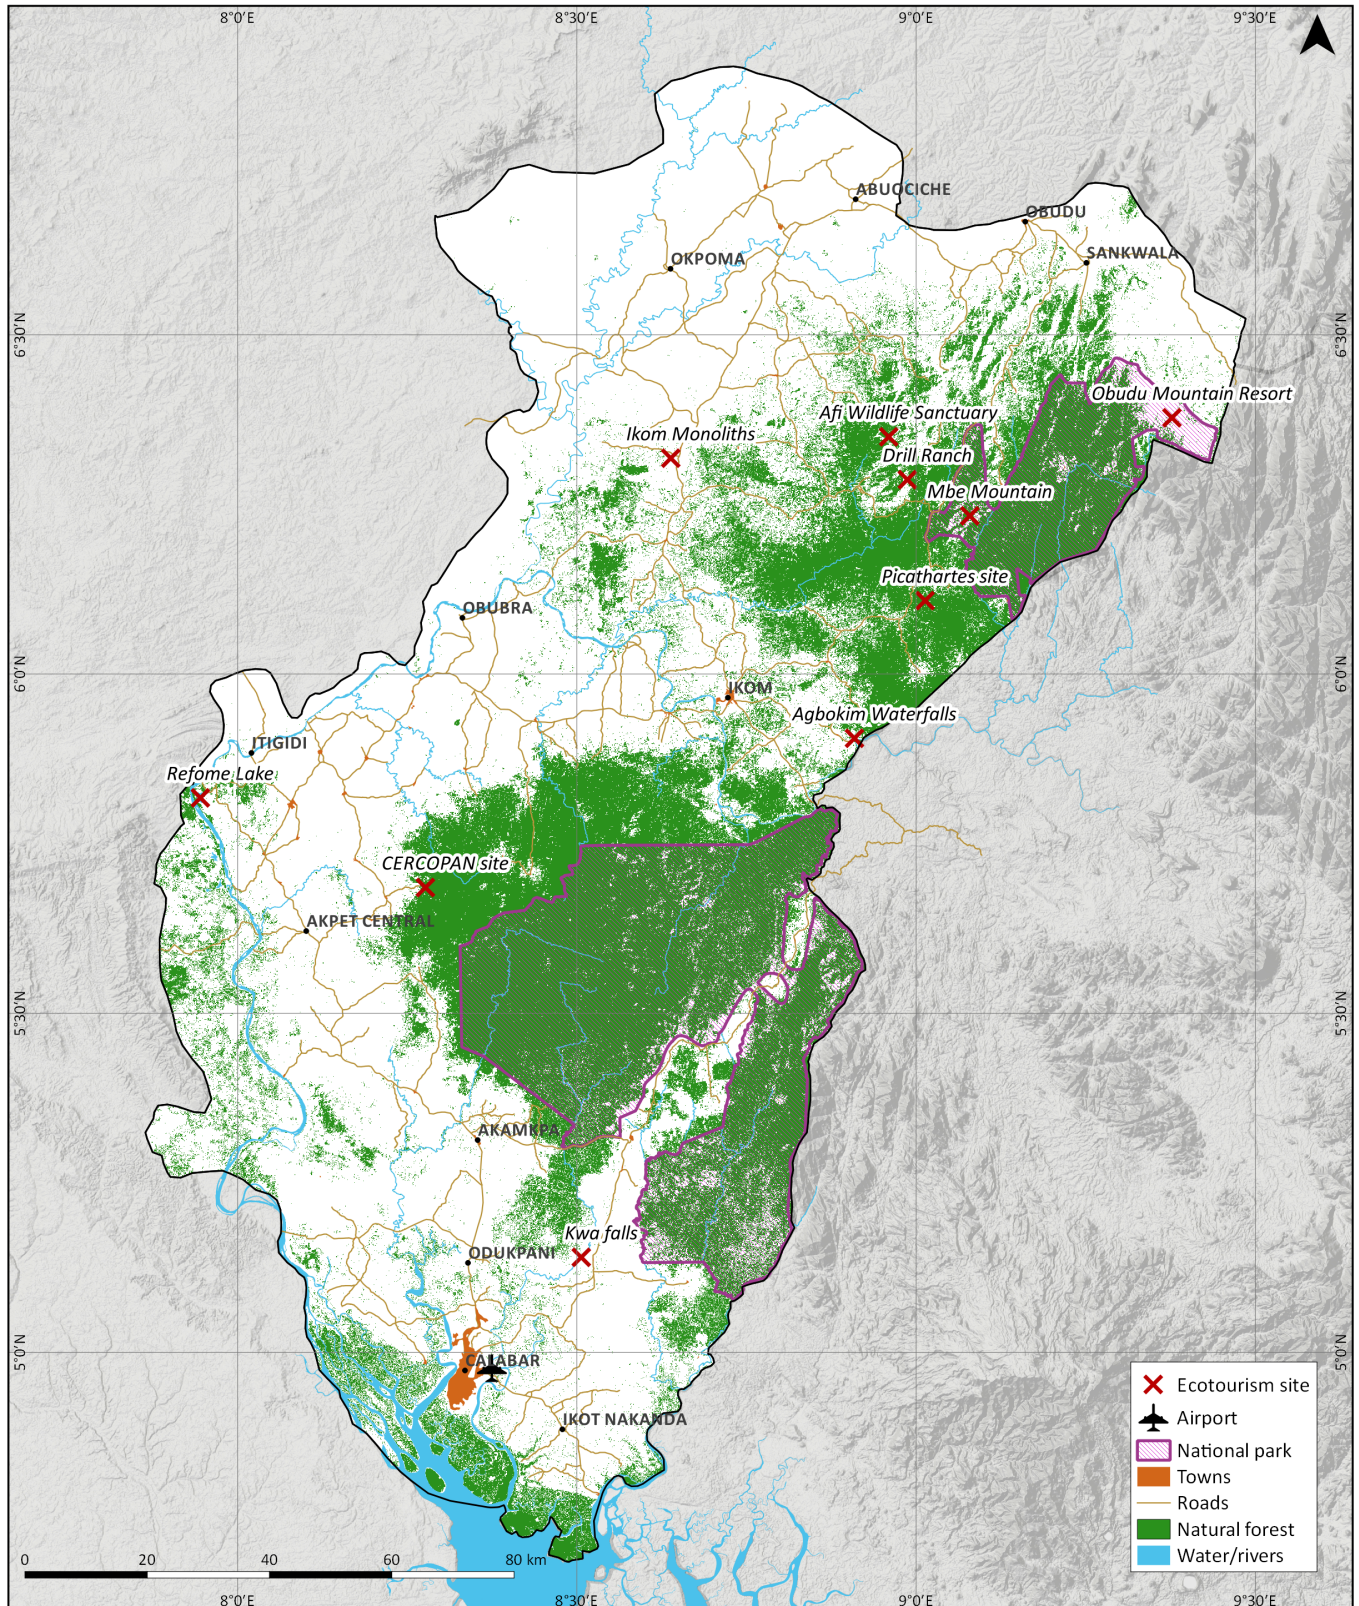 8°0′E 8°30′E 9°0′E 9°30′E
ABUOCHICHE
OBUDU
OKPOMA
SANKWALA
6°30′N 6°30′N
Obudu Mountain Resort
Afi Wildlife Sanctuary
Ikom Monoliths
Drill Ranch
Mbe Mountain
Picathartes site
OBUBRA
6°0′N 6°0′N
IKOM
Agbokim Waterfalls
ITIGIDI
Refome Lake
CERCOPAN site
AKPET CENTRAL
5°30′N 5°30′N
AKAMKPA
Kwa falls
ODUKPANI
5°0′N 5°0′N
CALABAR
IKOT NAKANDA
Ecotourism site
Airport
National park
Towns
Roads
Natural forest
Water/rivers
0 20 40 60 80 km
8°0′E 8°30′E 9°0′E 9°30′E